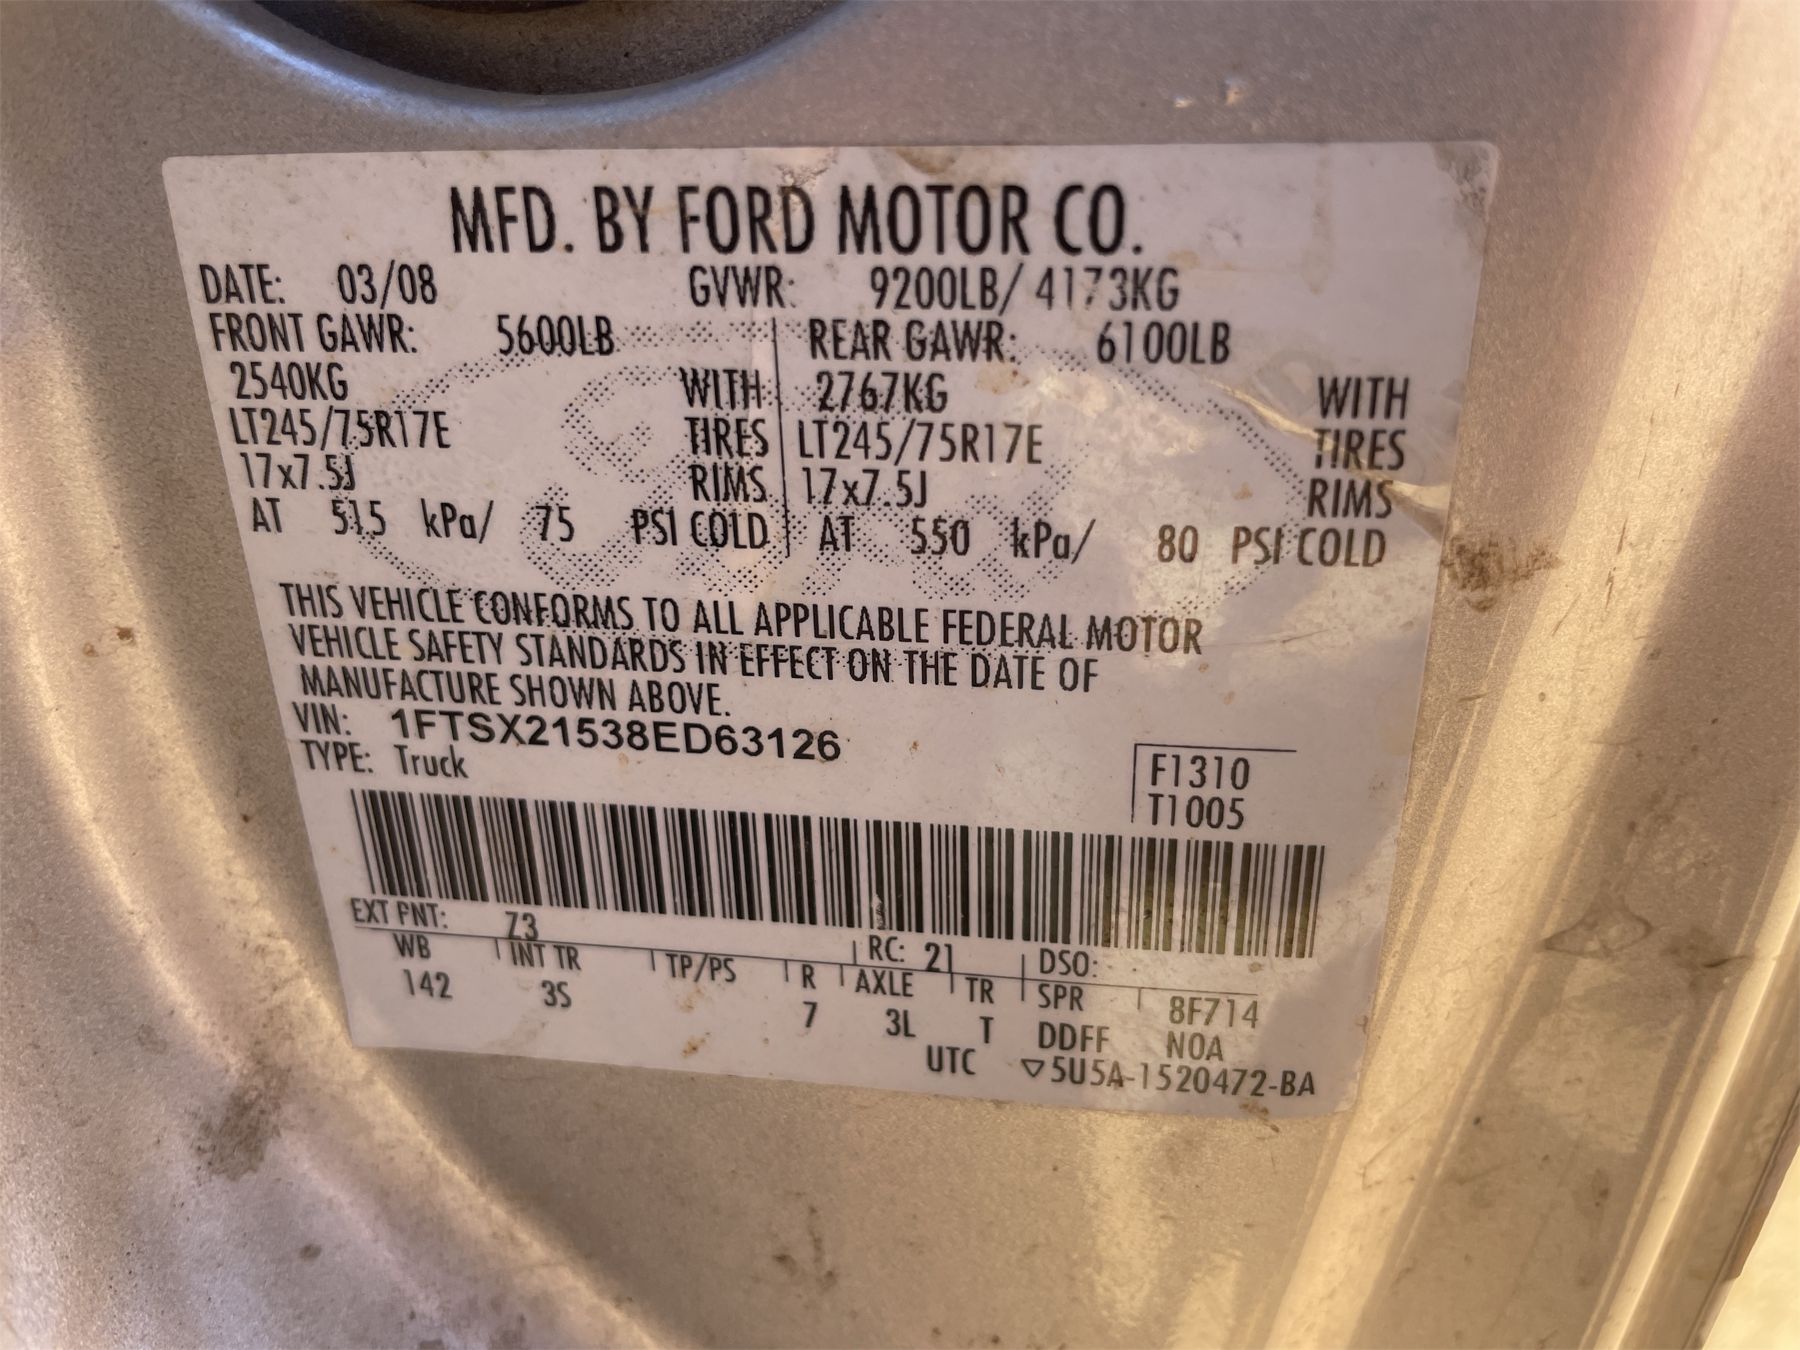 MFD. BY FORD MOTOR CO.
DATE: 03/08 GVWR: 9200LB/ 4173KG
FRONT GAWR: 5600LB REAR GAWR: 6100LB
2540KG WITH 2767KG WITH
LT245/75R17E TIRES LT245/75R17E TIRES
17x7.5J RIMS 17x7.5J RIMS
AT 515 kPa/ 75 PSI COLD AT 550 kPa/ 80 PSI COLD
THIS VEHICLE CONFORMS TO ALL APPLICABLE FEDERAL MOTOR
VEHICLE SAFETY STANDARDS IN EFFECT ON THE DATE OF
MANUFACTURE SHOWN ABOVE.
VIN: 1FTSX21538ED63126
TYPE: Truck
F1310
T1005
EXT PNT: Z3 RC: 21 DSO:
WB INT TR TP/PS R AXLE TR SPR 8F714
142 3S 7 3L T DDFF NOA
UTC ▽5U5A-1520472-BA